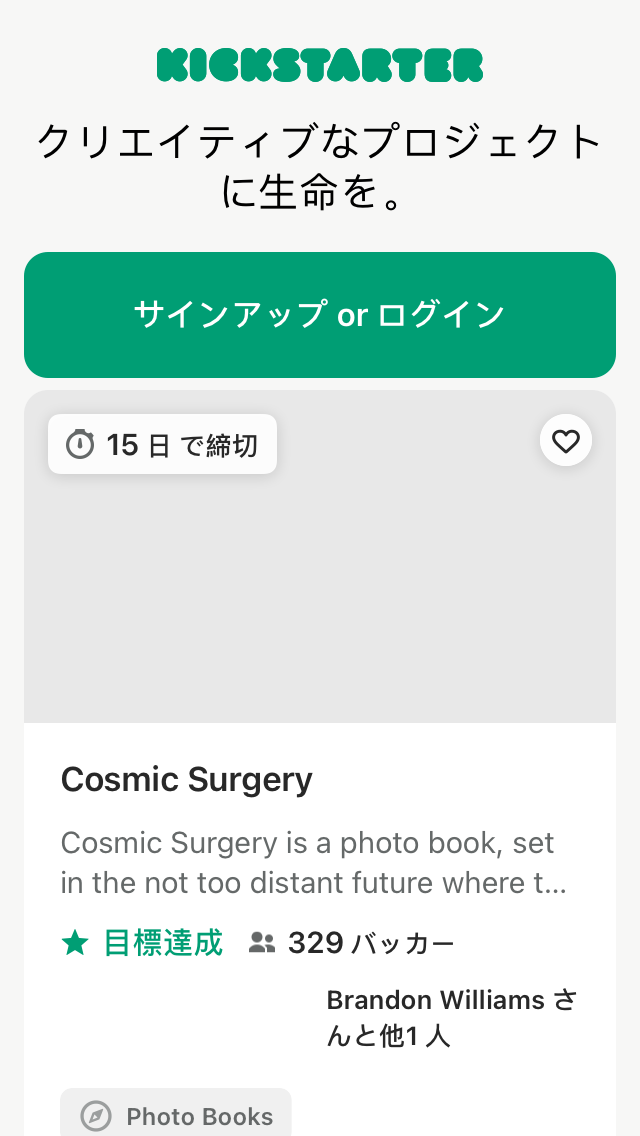 KICKSTARTER
クリエイティブなプロジェクト
に生命を。
サインアップ or ログイン
15 日 で締切
Cosmic Surgery
Cosmic Surgery is a photo book, set
in the not too distant future where t...
目標達成 329 バッカー
Brandon Williams さ
んと他1 人
Photo Books